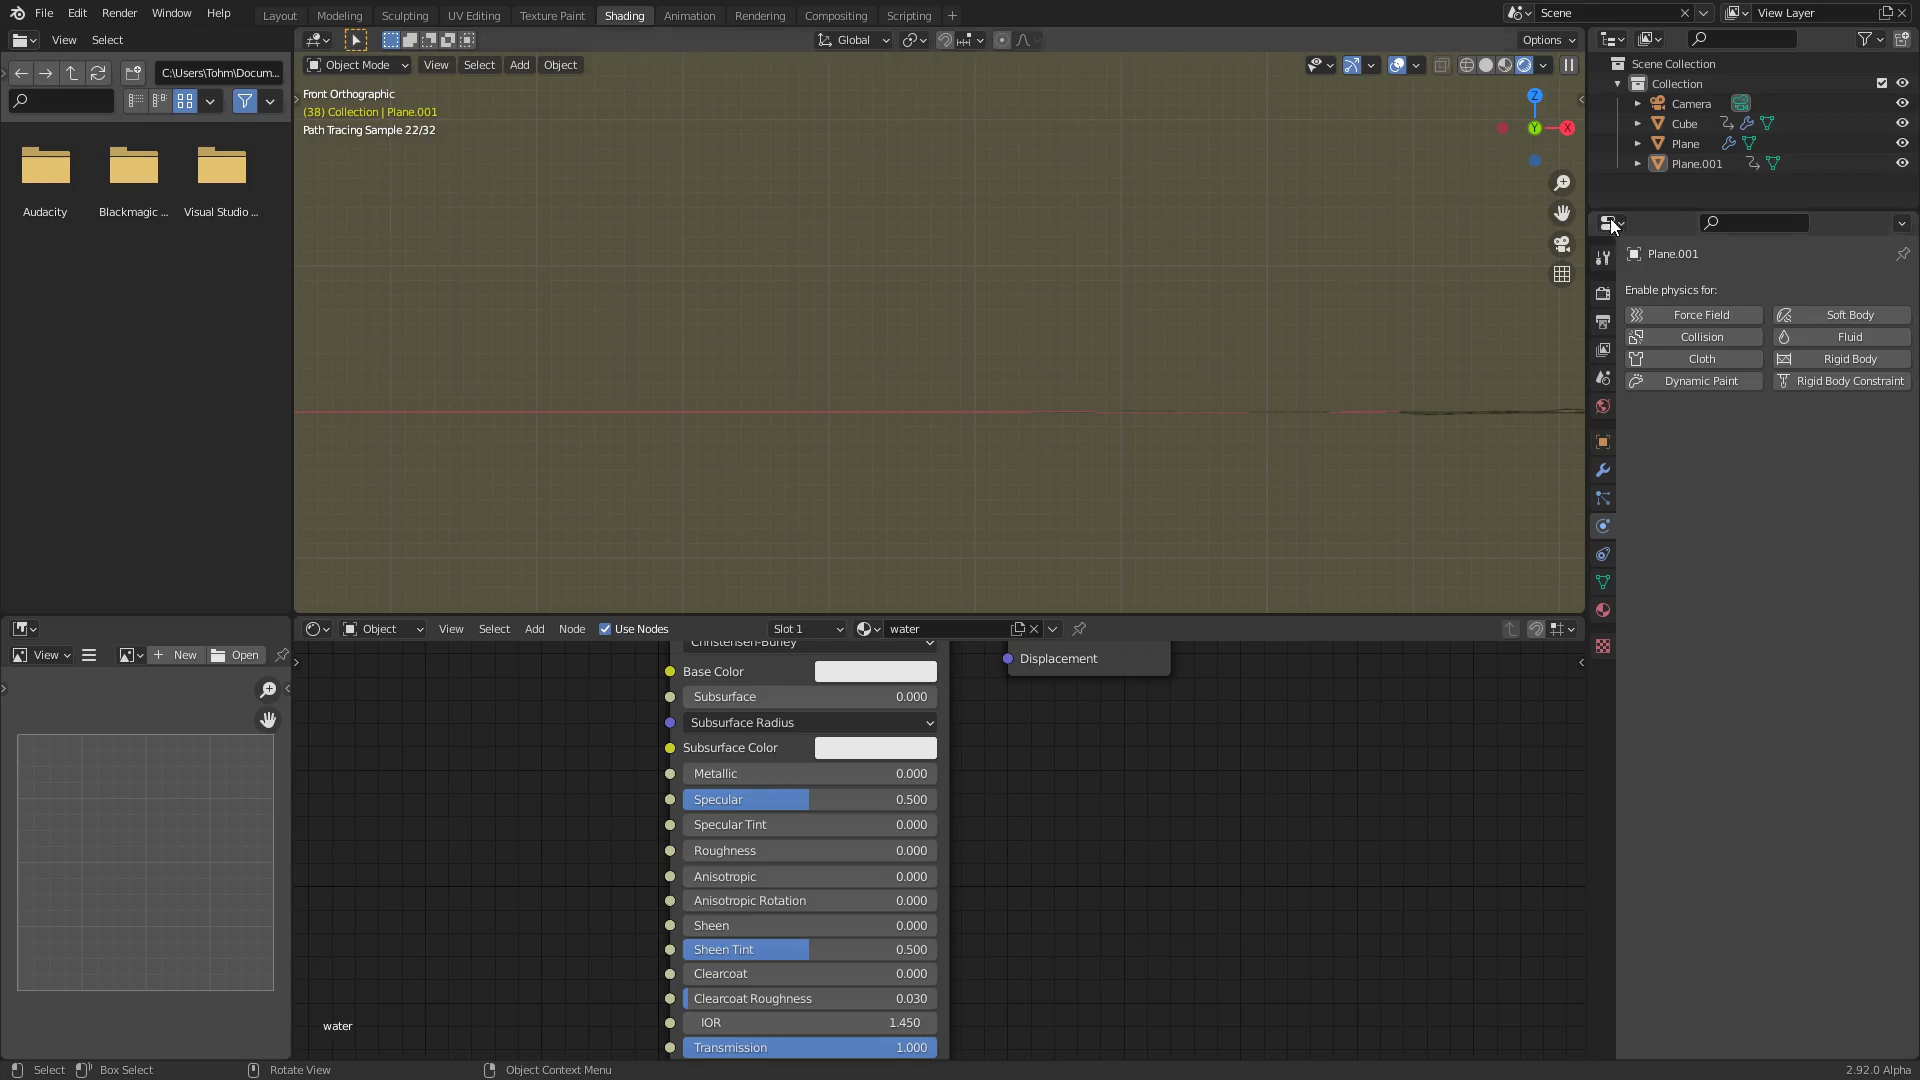 File Edit Render Window Help
Layout Modeling Sculpting UV Editing Texture Paint Shading Animation Rendering Compositing Scripting
Scene
View Layer
View Select
Global
Options
C:\Users\Tohm\Docum...
Object Mode View Select Add Object
Front Orthographic
(38) Collection | Plane.001
Path Tracing Sample 22/32
Z
Y
X
Audacity
Blackmagic ...
Visual Studio ...
Scene Collection
Collection
Camera
Cube
Plane
Plane.001
Plane.001
Enable physics for:
Force Field
Soft Body
Collision
Fluid
Cloth
Rigid Body
Dynamic Paint
Rigid Body Constraint
Object View Select Add Node Use Nodes Slot 1 water
View New Open
Christensen-Burley
Displacement
Base Color
Subsurface 0.000
Subsurface Radius
Subsurface Color
Metallic 0.000
Specular 0.500
Specular Tint 0.000
Roughness 0.000
Anisotropic 0.000
Anisotropic Rotation 0.000
Sheen 0.000
Sheen Tint 0.500
Clearcoat 0.000
Clearcoat Roughness 0.030
IOR 1.450
Transmission 1.000
water
Select Box Select Rotate View Object Context Menu
2.92.0 Alpha